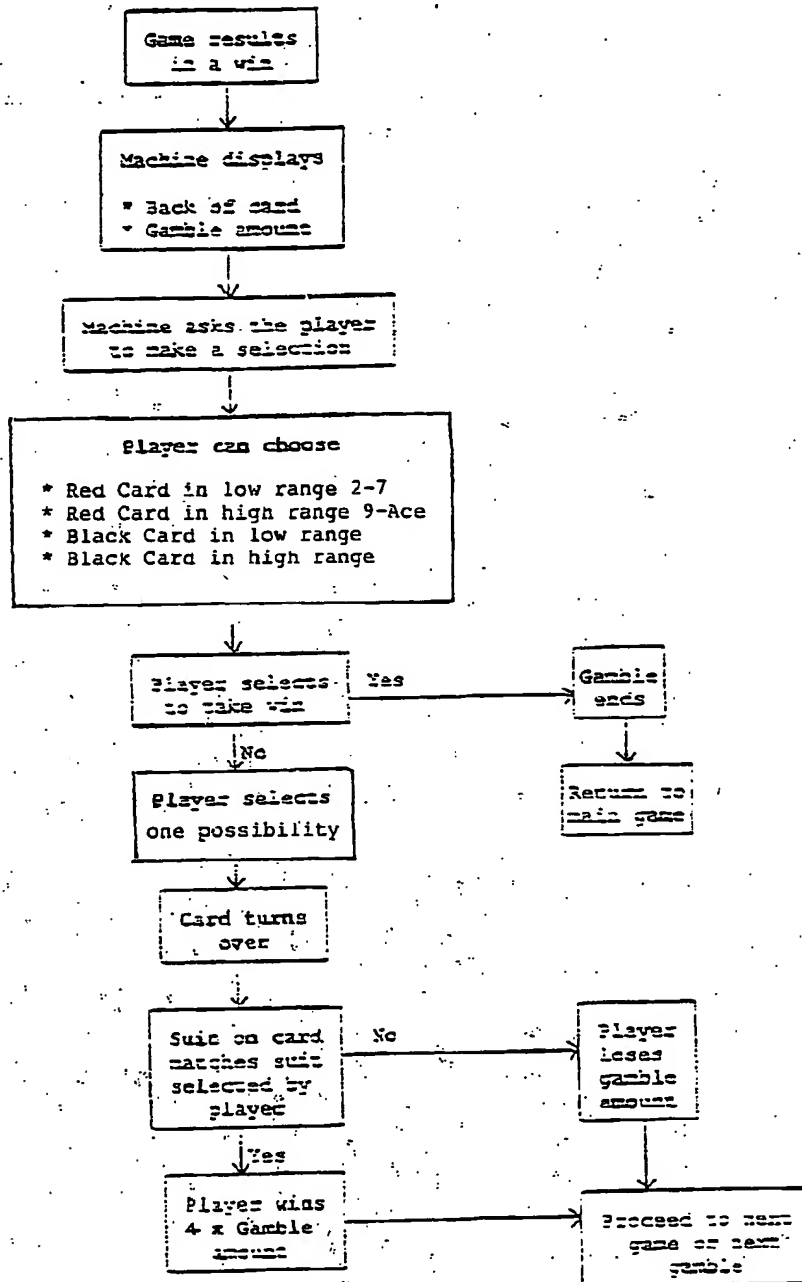 Game results
in a win
Machine displays
* Back of card
* Gamble amount
Machine asks the player
to make a selection
Player can choose
* Red Card in low range 2-7
* Red Card in high range 9-Ace
* Black Card in low range
* Black Card in high range
Player selects
to take win
Yes
Gamble
ends
No
Return to
main game
Player selects
one possibility
Card turns
over
Suit on card
matches suit
selected by
player
No
Player
loses
gamble
amount
Yes
Player wins
4 x Gamble
amount
Proceed to next
game or next
gamble